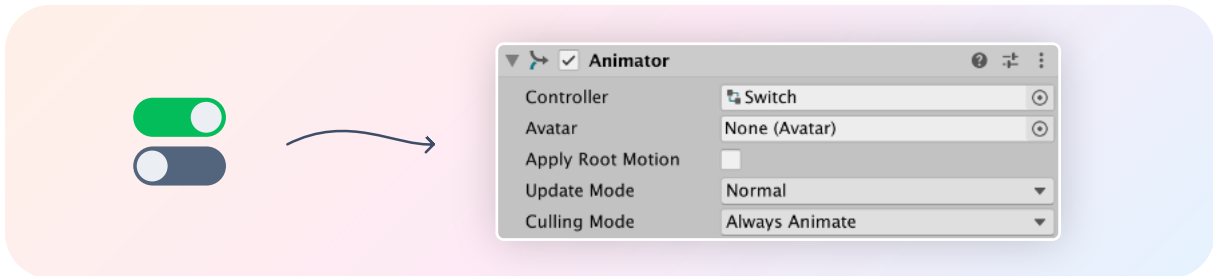 Animator
Controller Switch
Avatar None (Avatar)
Apply Root Motion
Update Mode Normal
Culling Mode Always Animate